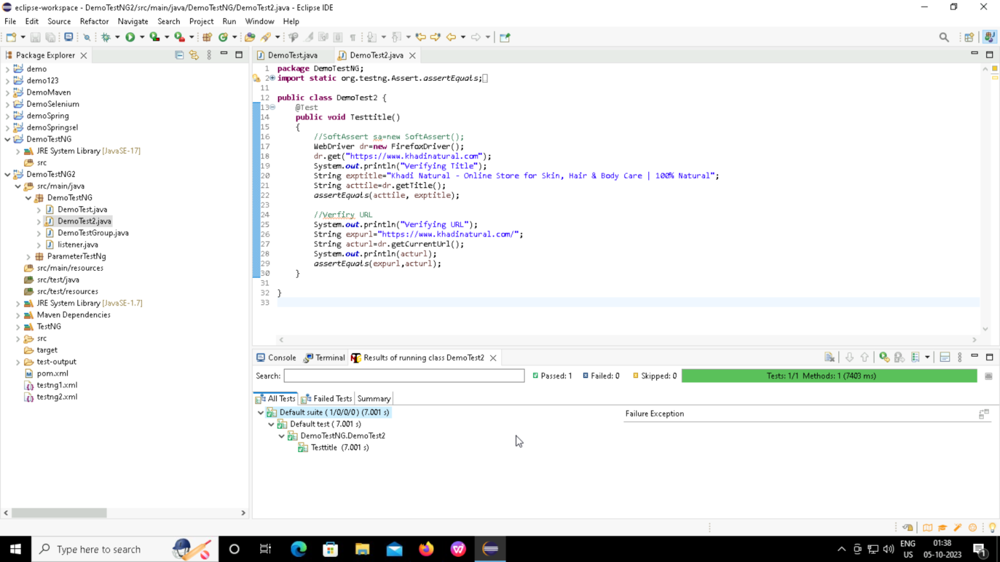 eclipse-workspace - DemoTestNG2/src/main/java/DemoTestNG/DemoTest2.java - Eclipse IDE
File Edit Source Refactor Navigate Search Project Run Window Help
Package Explorer
demo
demo123
DemoMaven
DemoSelenium
demoSpring
demoSpringsel
DemoTestNG
JRE System Library [JavaSE-17]
src
DemoTestNG2
src/main/java
DemoTestNG
DemoTest.java
DemoTest2.java
DemoTestGroup.java
listener.java
ParameterTestNg
src/main/resources
src/test/java
src/test/resources
JRE System Library [JavaSE-1.7]
Maven Dependencies
TestNG
src
target
test-output
pom.xml
testng1.xml
testng2.xml
DemoTest.java DemoTest2.java
1 package DemoTestNG;
2 import static org.testng.Assert.assertEquals;
11
12 public class DemoTest2 {
13 @Test
14 public void Testtitle()
15 {
16 //SoftAssert sa=new SoftAssert();
17 WebDriver dr=new FirefoxDriver();
18 dr.get("https://www.khadinatural.com");
19 System.out.println("Verifying Title");
20 String exptitle="Khadi Natural - Online Store for Skin, Hair & Body Care | 100% Natural";
21 String acttile=dr.getTitle();
22 assertEquals(acttile, exptitle);
23
24 //Verfiry URL
25 System.out.println("Verifying URL");
26 String expurl="https://www.khadinatural.com/";
27 String acturl=dr.getCurrentUrl();
28 System.out.println(acturl);
29 assertEquals(expurl,acturl);
30 }
31
32 }
33
Console Terminal Results of running class DemoTest2
Search: Passed: 1 Failed: 0 Skipped: 0 Tests: 1/1 Methods: 1 (7403 ms)
All Tests Failed Tests Summary
Default suite ( 1/0/0/0 ) (7.001 s)
Default test ( 7.001 s)
DemoTestNG.DemoTest2
Testtitle (7.001 s)
Failure Exception
Type here to search
ENG
US
01:38
05-10-2023
1